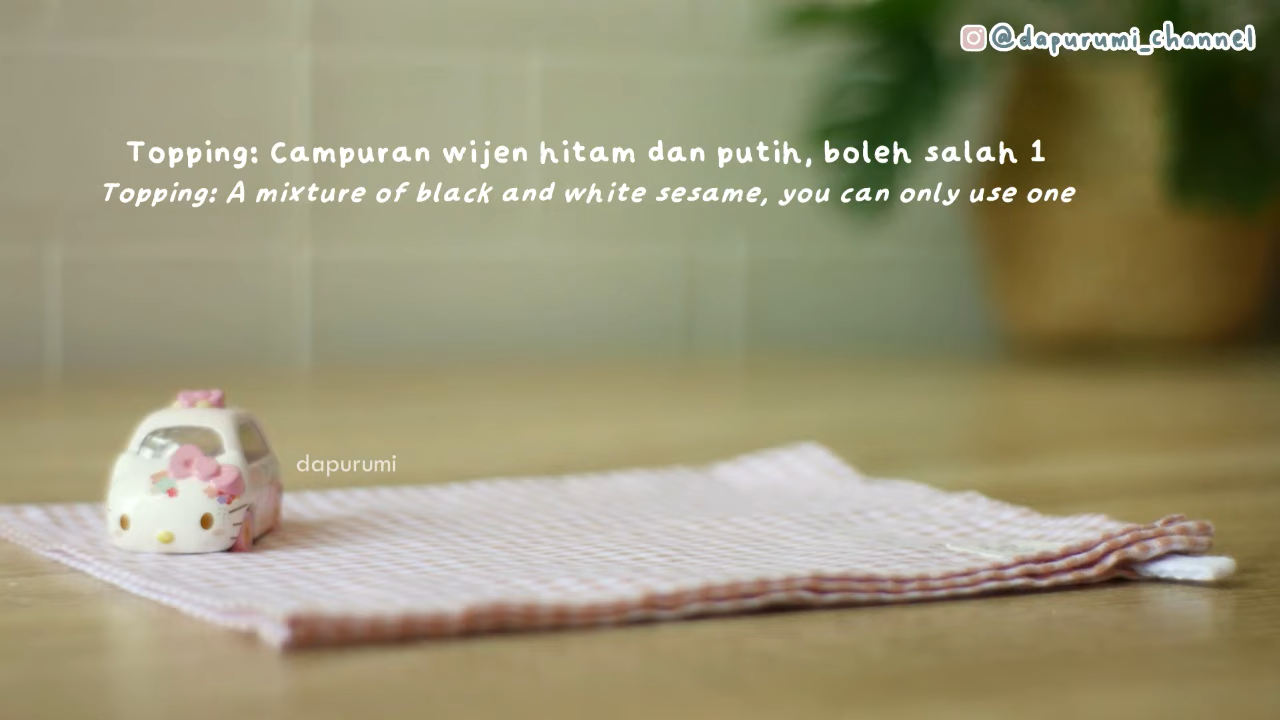 @dapurumi_channel
Topping: Campuran wijen hitam dan putih, boleh salah 1
Topping: A mixture of black and white sesame, you can only use one
dapurumi